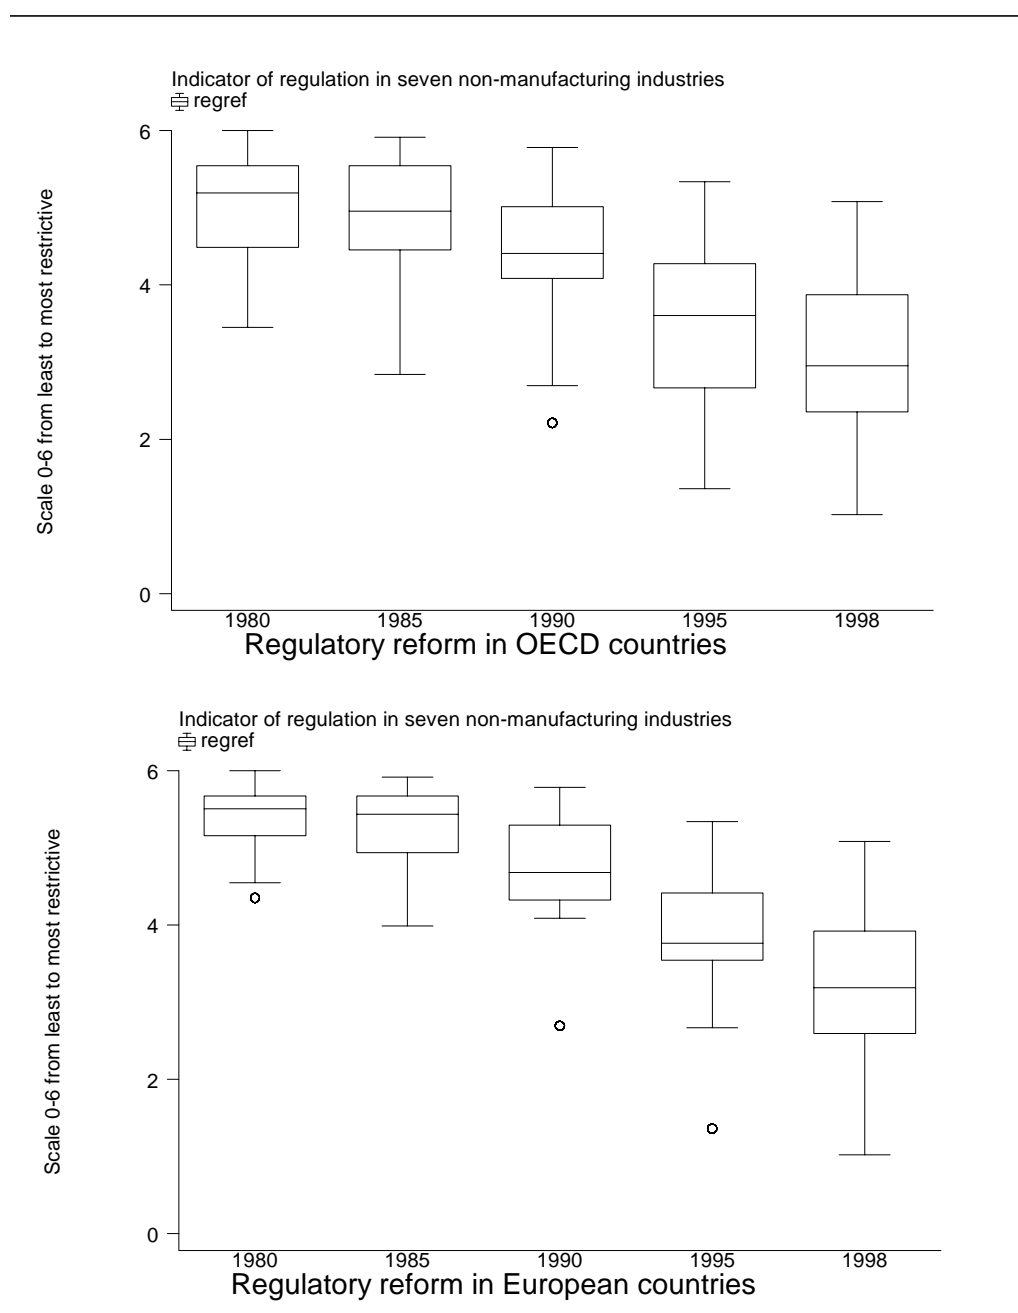 Indicator of regulation in seven non-manufacturing industries
regref
Scale 0-6 from least to most restrictive
6
4
2
0
1980 1985 1990 1995 1998
Regulatory reform in OECD countries
Indicator of regulation in seven non-manufacturing industries
regref
Scale 0-6 from least to most restrictive
6
4
2
0
1980 1985 1990 1995 1998
Regulatory reform in European countries